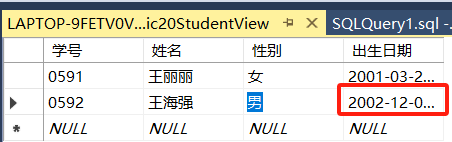 LAPTOP-9FETV0V...ic20StudentView SQLQuery1.sql -
学号 姓名 性别 出生日期
0591 王丽丽 女 2001-03-2...
0592 王海强 男 2002-12-0...
NULL NULL NULL NULL